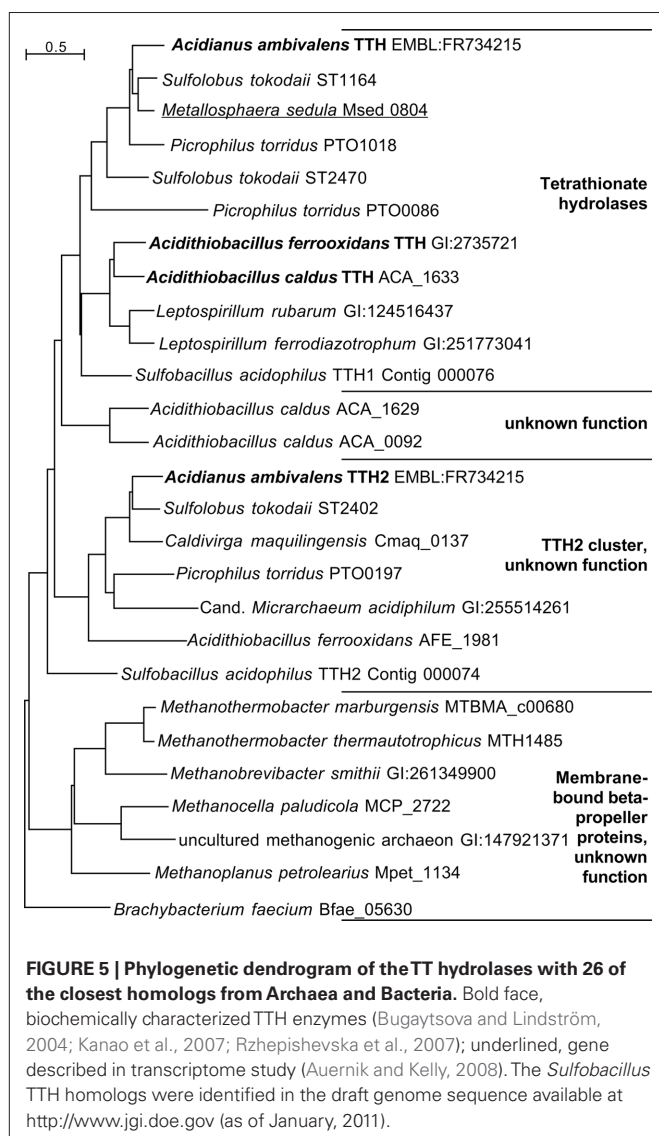 0.5
Acidianus ambivalens TTH EMBL:FR734215
Sulfolobus tokodaii ST1164
Metallosphaera sedula Msed 0804
Picrophilus torridus PTO1018
Sulfolobus tokodaii ST2470
Picrophilus torridus PTO0086
Tetrathionate
hydrolases
Acidithiobacillus ferrooxidans TTH GI:2735721
Acidithiobacillus caldus TTH ACA_1633
Leptospirillum rubarum GI:124516437
Leptospirillum ferrodiazotrophum GI:251773041
Sulfobacillus acidophilus TTH1 Contig 000076
Acidithiobacillus caldus ACA_1629
Acidithiobacillus caldus ACA_0092
unknown function
Acidianus ambivalens TTH2 EMBL:FR734215
Sulfolobus tokodaii ST2402
Caldivirga maquilingensis Cmaq_0137
Picrophilus torridus PTO0197
Cand. Micrarchaeum acidiphilum GI:255514261
Acidithiobacillus ferrooxidans AFE_1981
Sulfobacillus acidophilus TTH2 Contig 000074
TTH2 cluster,
unknown function
Methanothermobacter marburgensis MTBMA_c00680
Methanothermobacter thermautotrophicus MTH1485
Methanobrevibacter smithii GI:261349900
Methanocella paludicola MCP_2722
uncultured methanogenic archaeon GI:147921371
Methanoplanus petrolearius Mpet_1134
Brachybacterium faecium Bfae_05630
Membrane-
bound beta-
propeller
proteins,
unknown
function
FIGURE 5 | Phylogenetic dendrogram of the TT hydrolases with 26 of
the closest homologs from Archaea and Bacteria. Bold face,
biochemically characterized TTH enzymes (Bugaytsova and Lindström,
2004; Kanao et al., 2007; Rzhepishevska et al., 2007); underlined, gene
described in transcriptome study (Auernik and Kelly, 2008). The Sulfobacillus
TTH homologs were identified in the draft genome sequence available at
http://www.jgi.doe.gov (as of January, 2011).